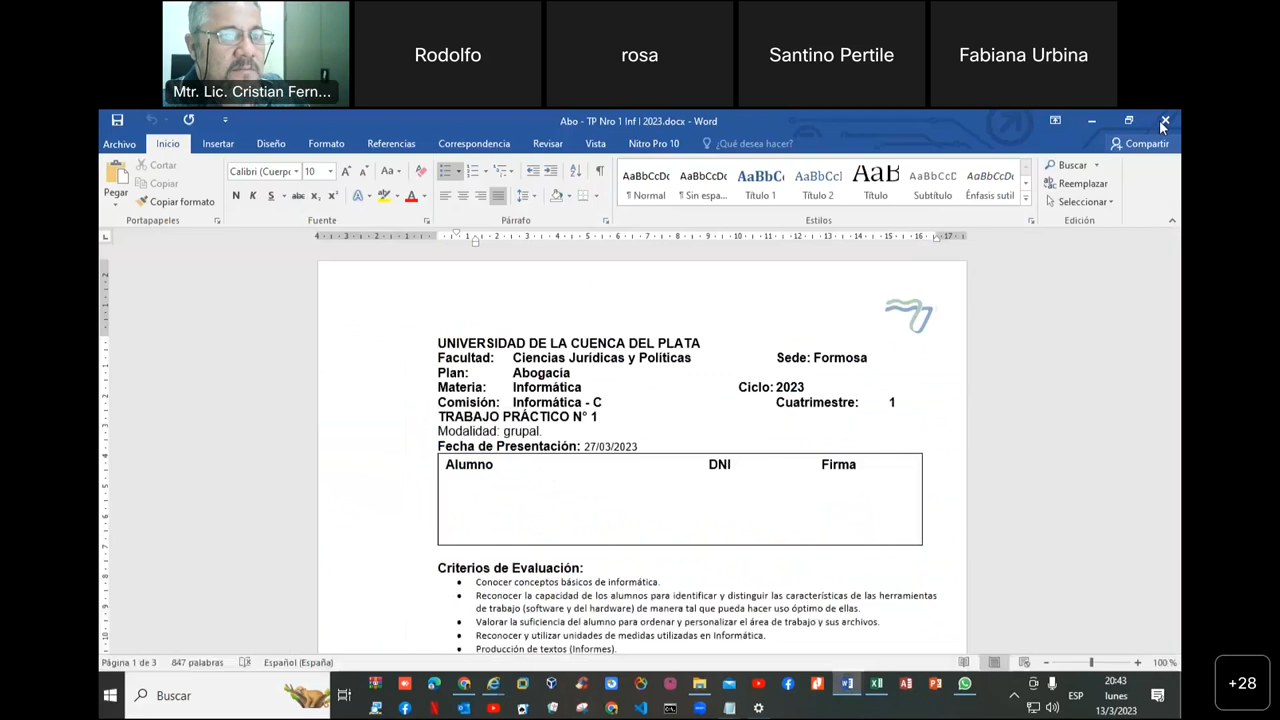 Mtr. Lic. Cristian Fern...
Rodolfo
rosa
Santino Pertile
Fabiana Urbina
Abo - TP Nro 1 Inf I 2023.docx - Word
Archivo Inicio Insertar Diseño Formato Referencias Correspondencia Revisar Vista Nitro Pro 10 ¿Qué desea hacer? Compartir
Pegar
Cortar
Copiar
Copiar formato
Portapapeles
Calibri (Cuerpo 10
Fuente
Párrafo
AaBbCcDc AaBbCcDc AaBbC AaBbCcl AaB AaBbCcD AaBbCcDc
¶ Normal ¶ Sin espa... Título 1 Título 2 Título Subtítulo Énfasis sutil
Estilos
Buscar
Reemplazar
Seleccionar
Edición
UNIVERSIDAD DE LA CUENCA DEL PLATA
Facultad: Ciencias Jurídicas y Políticas Sede: Formosa
Plan: Abogacía
Materia: Informática Ciclo: 2023
Comisión: Informática - C Cuatrimestre: 1
TRABAJO PRÁCTICO N° 1
Modalidad: grupal.
Fecha de Presentación: 27/03/2023
Alumno DNI Firma
Criterios de Evaluación:
• Conocer conceptos básicos de informática.
• Reconocer la capacidad de los alumnos para identificar y distinguir las características de las herramientas
de trabajo (software y del hardware) de manera tal que pueda hacer uso óptimo de ellas.
• Valorar la suficiencia del alumno para ordenar y personalizar el área de trabajo y sus archivos.
• Reconocer y utilizar unidades de medidas utilizadas en Informática.
• Producción de textos (Informes).
Página 1 de 3 847 palabras Español (España) 100 %
Buscar
ESP
20:43
lunes
13/3/2023
+28